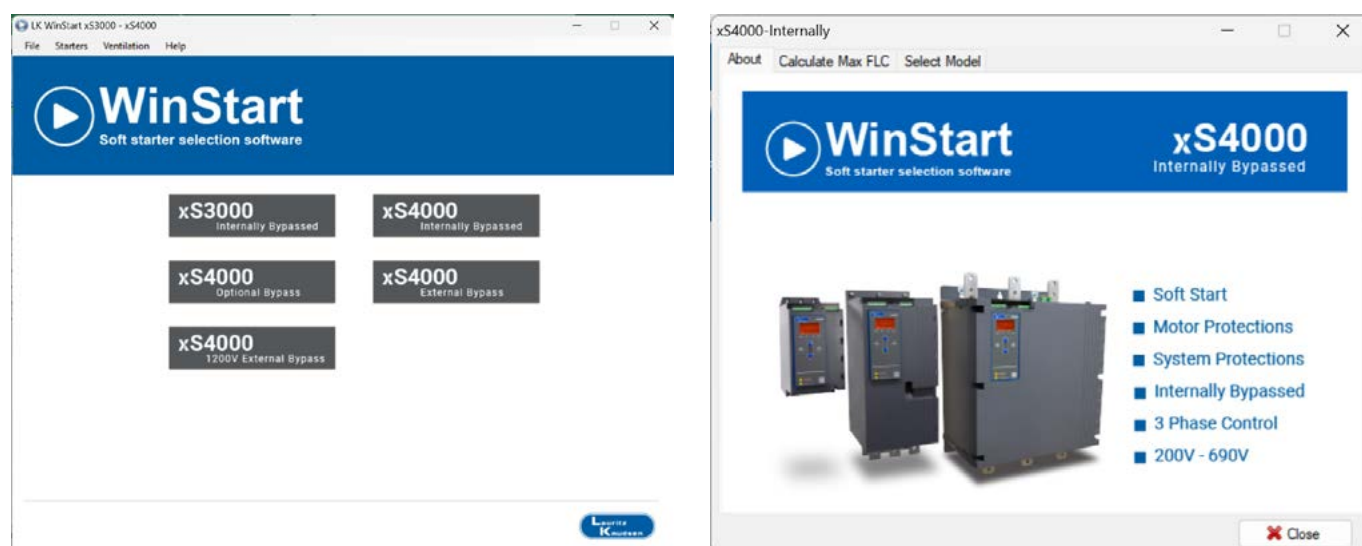 LK WinStart xS3000 - xS4000
File Starters Ventilation Help
WinStart
Soft starter selection software
xS3000
Internally Bypassed
xS4000
Internally Bypassed
xS4000
Optional Bypass
xS4000
External Bypass
xS4000
1200V External Bypass
Lauritz
Knudsen
xS4000-Internally
About Calculate Max FLC Select Model
WinStart
Soft starter selection software
xS4000
Internally Bypassed
Soft Start
Motor Protections
System Protections
Internally Bypassed
3 Phase Control
200V - 690V
Close